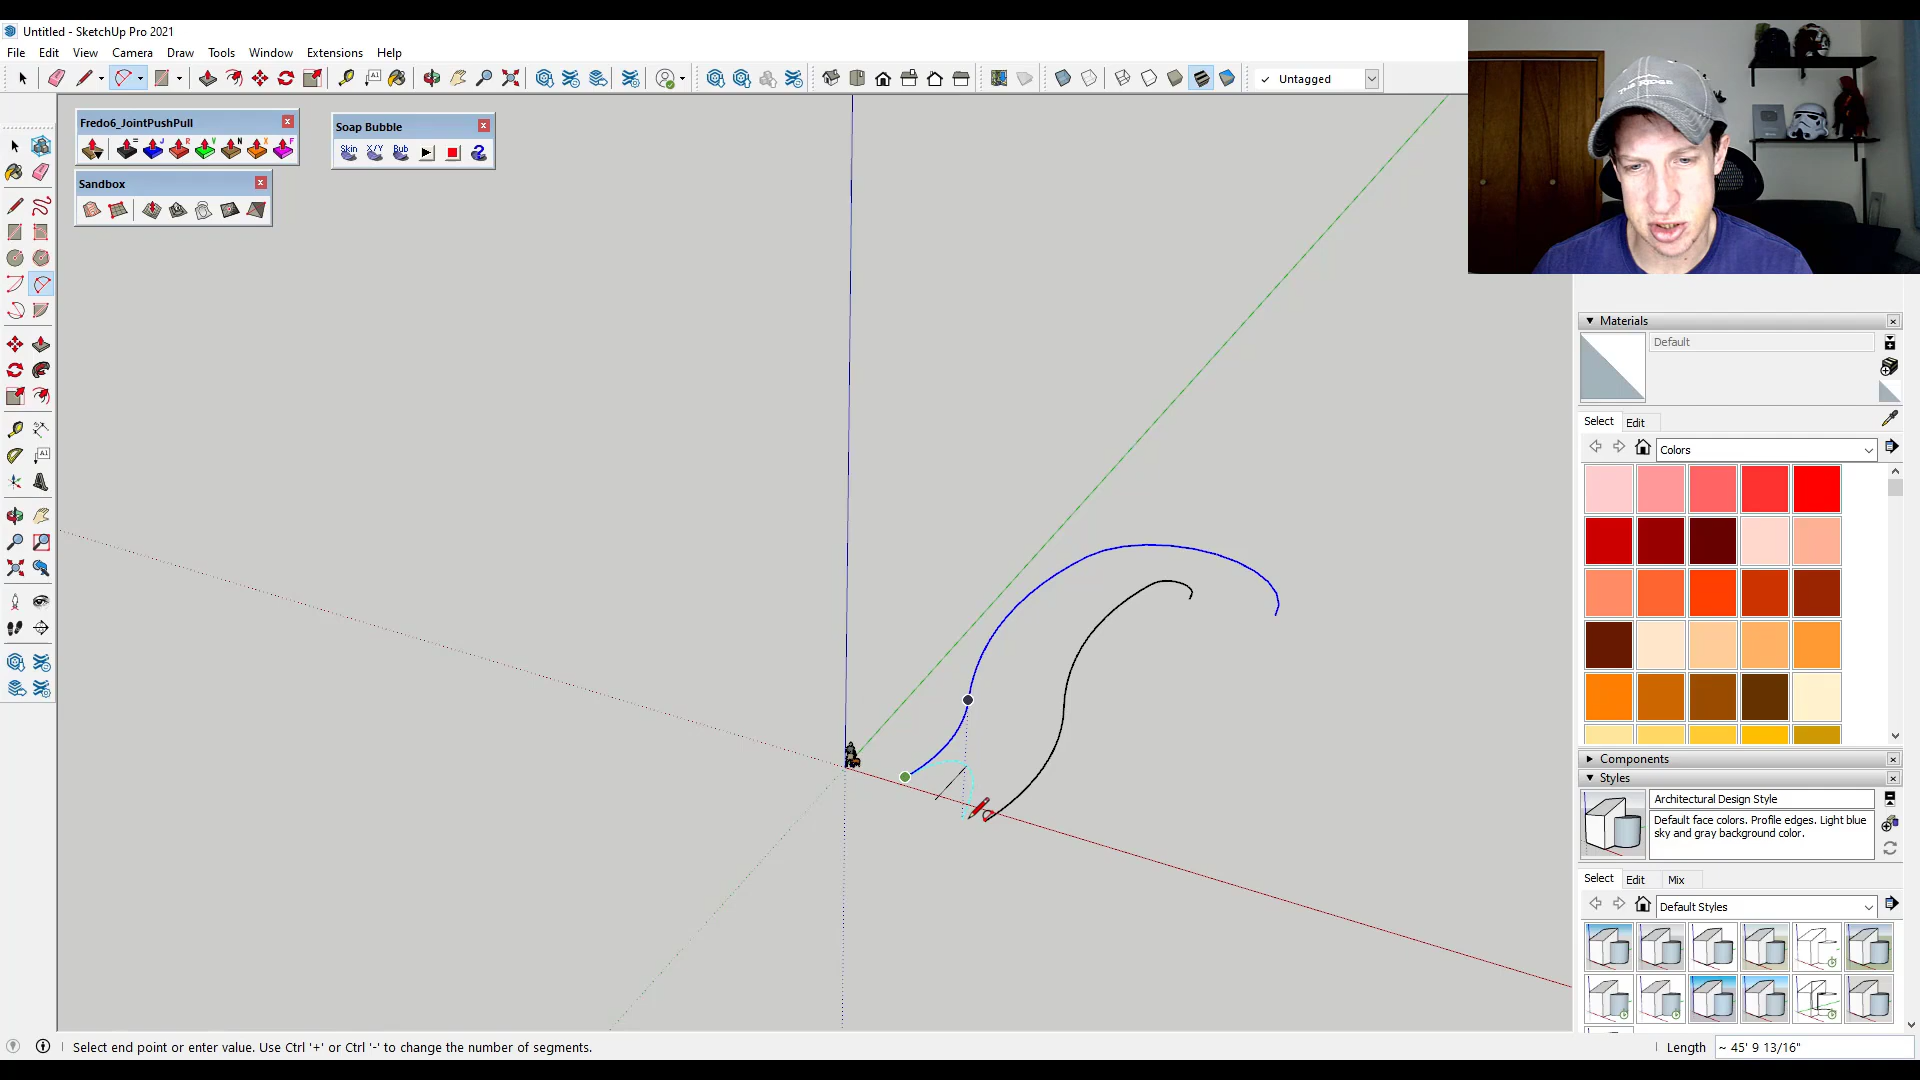 Untitled - SketchUp Pro 2021
File Edit View Camera Draw Tools Window Extensions Help
Untagged
Fredo6_JointPushPull
Soap Bubble
Skin X/Y Bub
Sandbox
Materials
Default
Select Edit
Colors
Components
Styles
Architectural Design Style
Default face colors. Profile edges. Light blue
sky and gray background color.
Select Edit Mix
Default Styles
Select end point or enter value. Use Ctrl '+' or Ctrl '-' to change the number of segments.
Length ~ 45' 9 13/16"